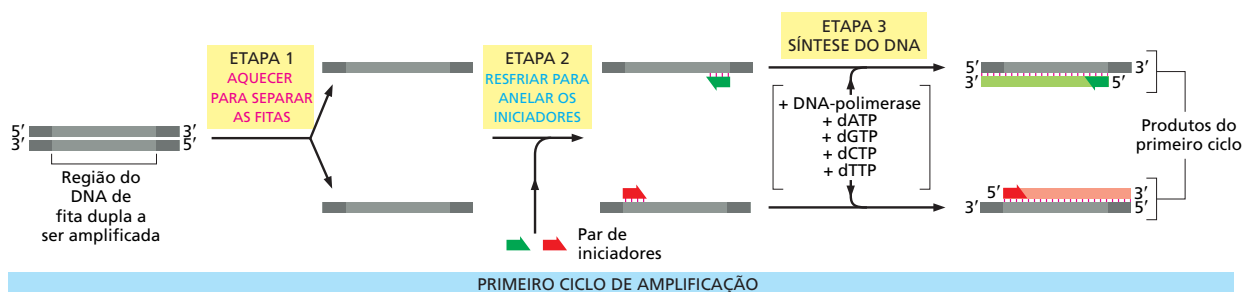 5′
3′
3′
5′
Região do
DNA de
fita dupla a
ser amplificada
ETAPA 1
AQUECER
PARA SEPARAR
AS FITAS
ETAPA 2
RESFRIAR PARA
ANELAR OS
INICIADORES
Par de
iniciadores
ETAPA 3
SÍNTESE DO DNA
+ DNA-polimerase
+ dATP
+ dGTP
+ dCTP
+ dTTP
5′
3′
3′
5′
5′
3′
3′
5′
Produtos do
primeiro ciclo
PRIMEIRO CICLO DE AMPLIFICAÇÃO